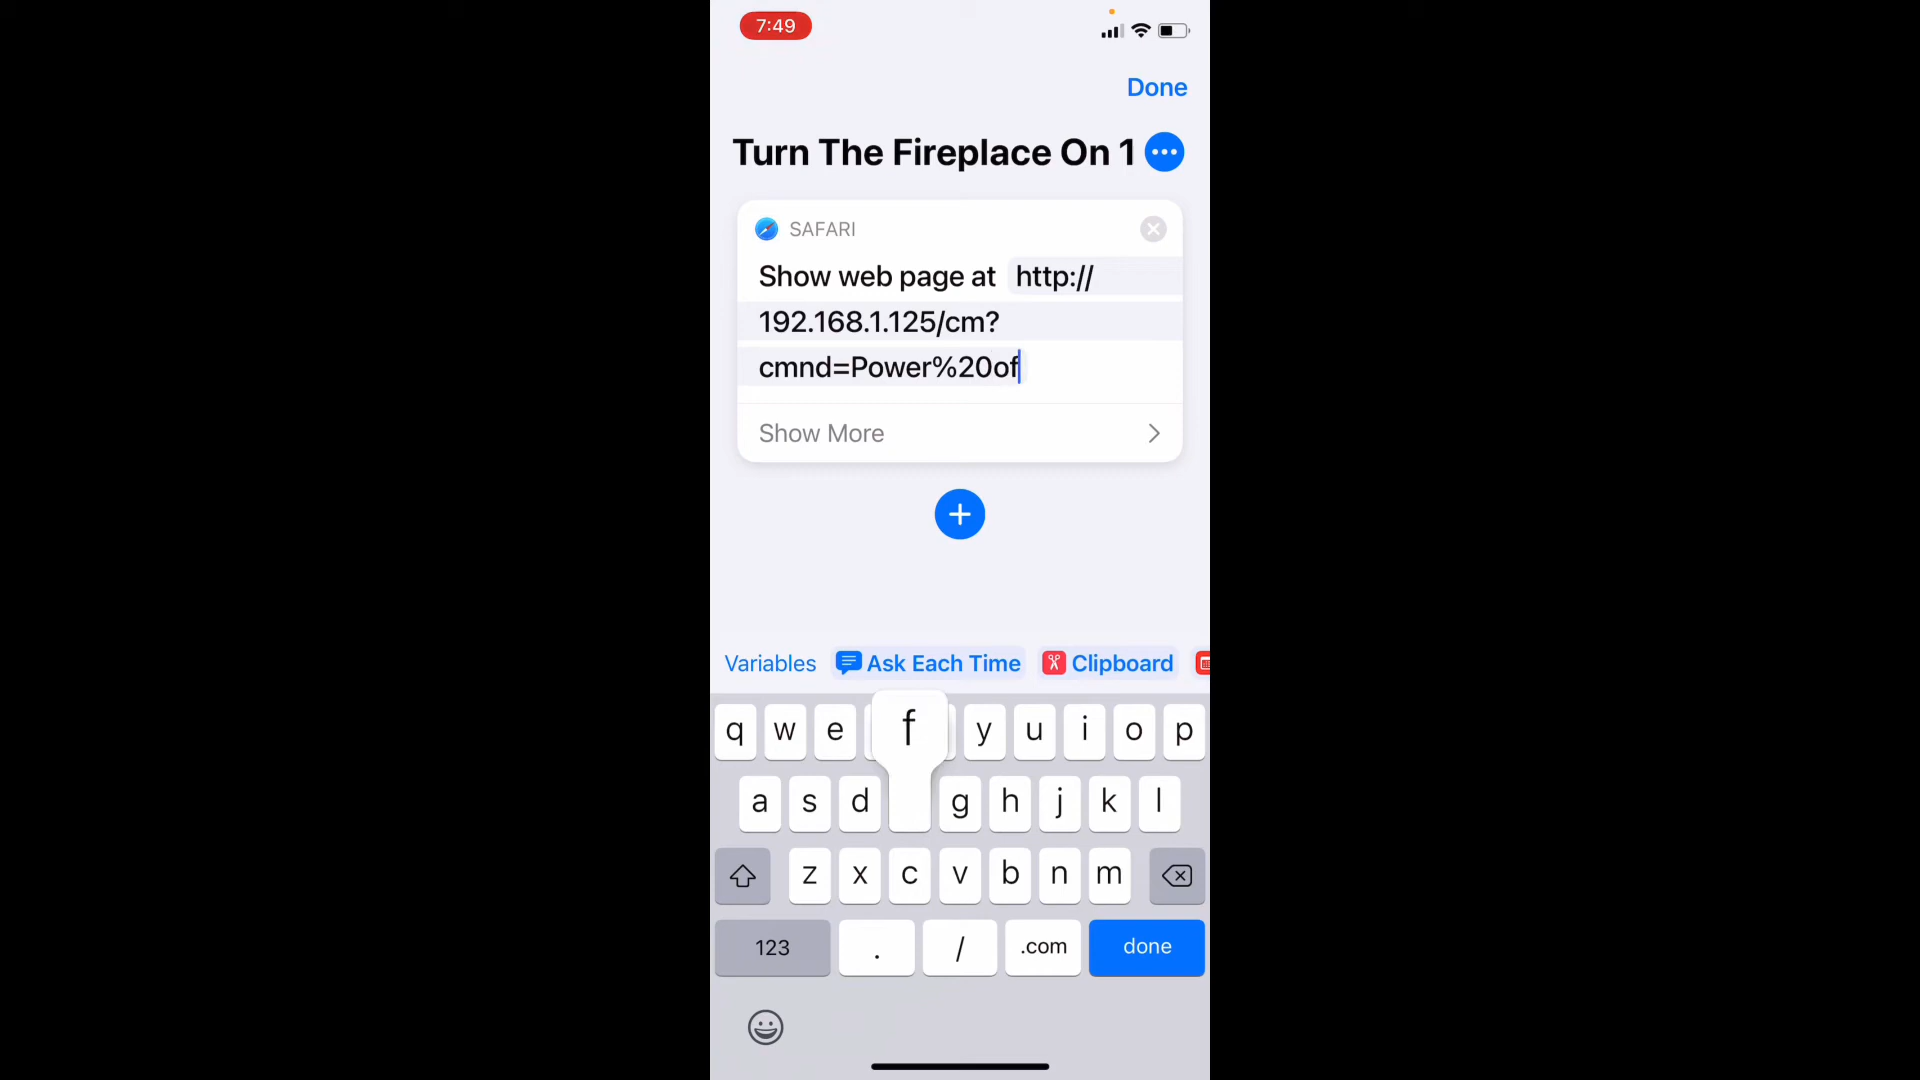 7:49
Done
Turn The Fireplace On 1
SAFARI
Show web page at http://
192.168.1.125/cm?
cmnd=Power%20of
Show More
Variables Ask Each Time Clipboard
q w e f y u i o p
a s d g h j k l
z x c v b n m
123 . / .com done